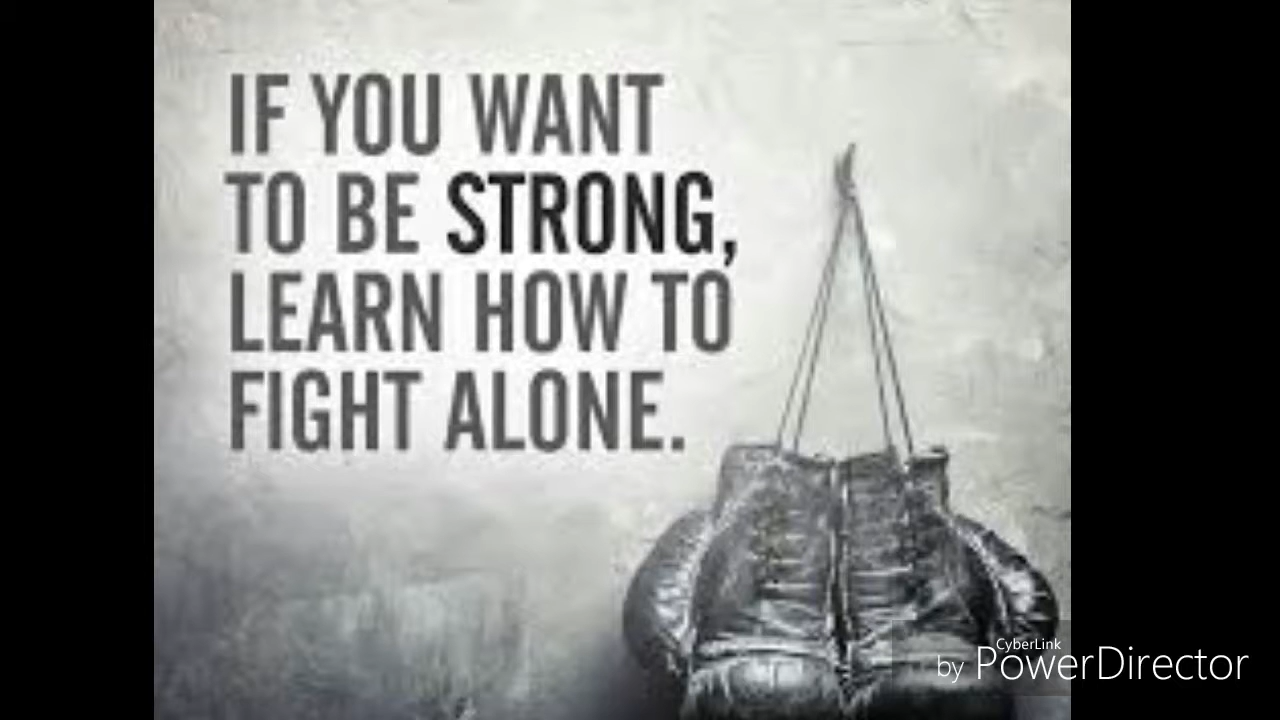 IF YOU WANT
TO BE STRONG,
LEARN HOW TO
FIGHT ALONE.
CyberLink
by PowerDirector